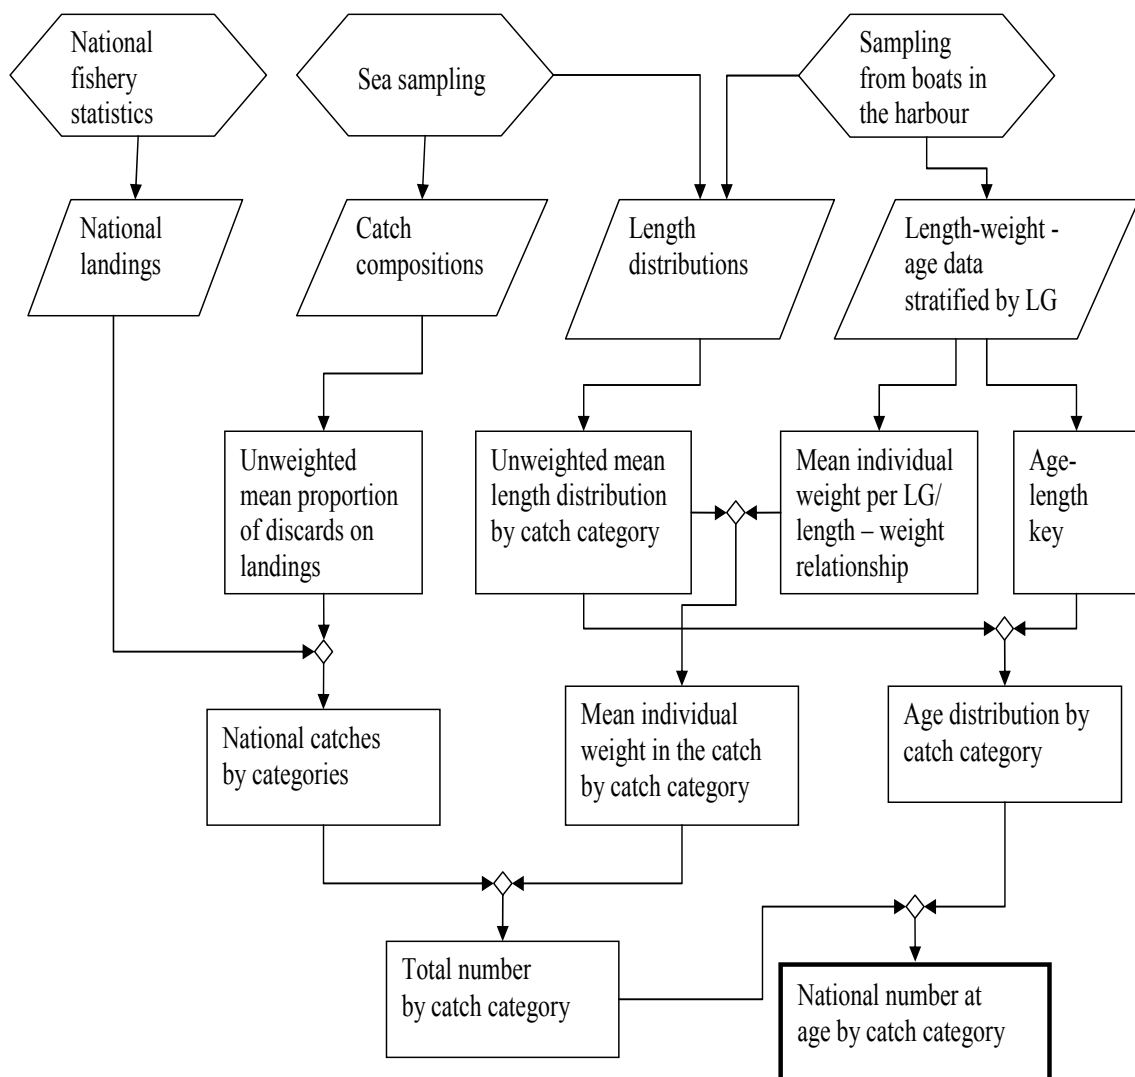 National
fishery
statistics
Sea sampling
Sampling
from boats in
the harbour
National
landings
Catch
compositions
Length
distributions
Length-weight -
age data
stratified by LG
Unweighted
mean proportion
of discards on
landings
Unweighted mean
length distribution
by catch category
Mean individual
weight per LG/
length – weight
relationship
Age-
length
key
National catches
by categories
Mean individual
weight in the catch
by catch category
Age distribution by
catch category
Total number
by catch category
National number at
age by catch category